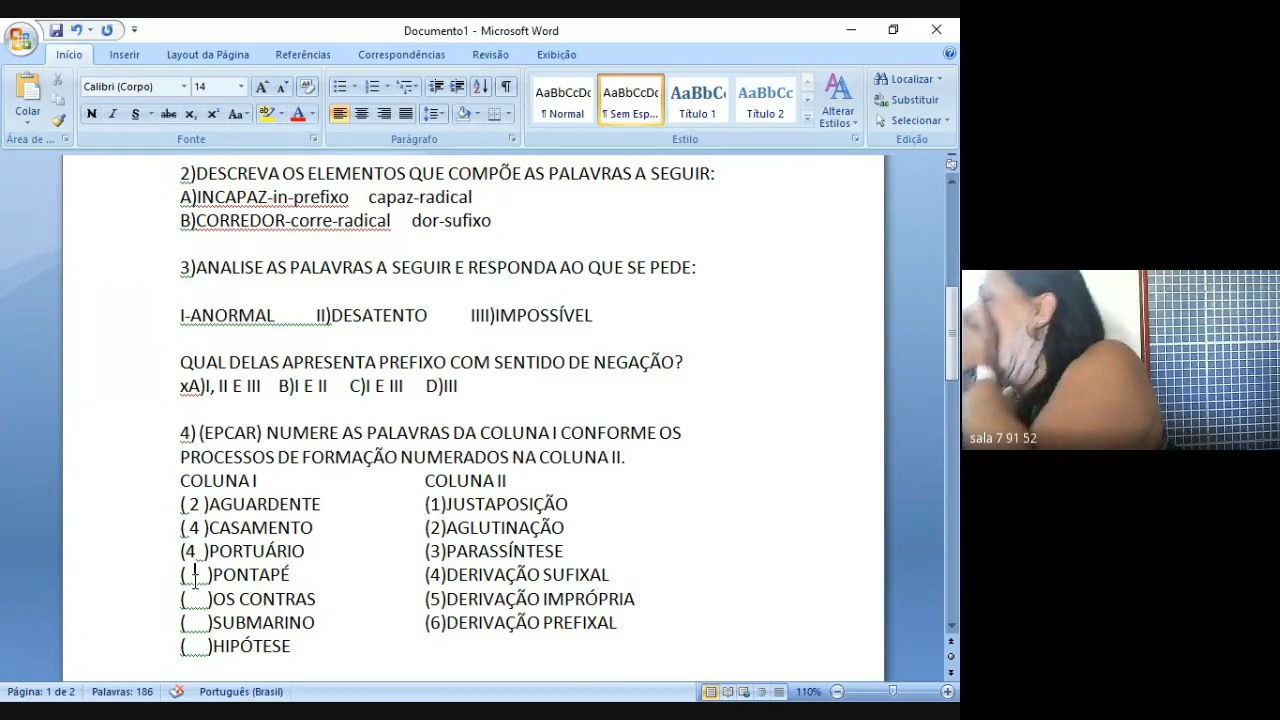 Documento1 - Microsoft Word
Início Inserir Layout da Página Referências Correspondências Revisão Exibição
Colar
Calibri (Corpo) 14
N I S abc x₂ x² Aa A
AaBbCcDc AaBbCcDc AaBbC AaBbCc
¶ Normal ¶ Sem Esp... Título 1 Título 2
Alterar Estilos
Localizar
Substituir
Selecionar
Área de... Fonte Parágrafo Estilo Edição
2)DESCREVA OS ELEMENTOS QUE COMPÕE AS PALAVRAS A SEGUIR:
A)INCAPAZ-in-prefixo capaz-radical
B)CORREDOR-corre-radical dor-sufixo
3)ANALISE AS PALAVRAS A SEGUIR E RESPONDA AO QUE SE PEDE:
I-ANORMAL II)DESATENTO IIII)IMPOSSÍVEL
QUAL DELAS APRESENTA PREFIXO COM SENTIDO DE NEGAÇÃO?
xA)I, II E III B)I E II C)I E III D)III
4) (EPCAR) NUMERE AS PALAVRAS DA COLUNA I CONFORME OS
PROCESSOS DE FORMAÇÃO NUMERADOS NA COLUNA II.
COLUNA I COLUNA II
( 2 )AGUARDENTE (1)JUSTAPOSIÇÃO
( 4 )CASAMENTO (2)AGLUTINAÇÃO
(4 )PORTUÁRIO (3)PARASSÍNTESE
( )PONTAPÉ (4)DERIVAÇÃO SUFIXAL
( )OS CONTRAS (5)DERIVAÇÃO IMPRÓPRIA
( )SUBMARINO (6)DERIVAÇÃO PREFIXAL
( )HIPÓTESE
sala 7 91 52
Página: 1 de 2 Palavras: 186 Português (Brasil) 110%